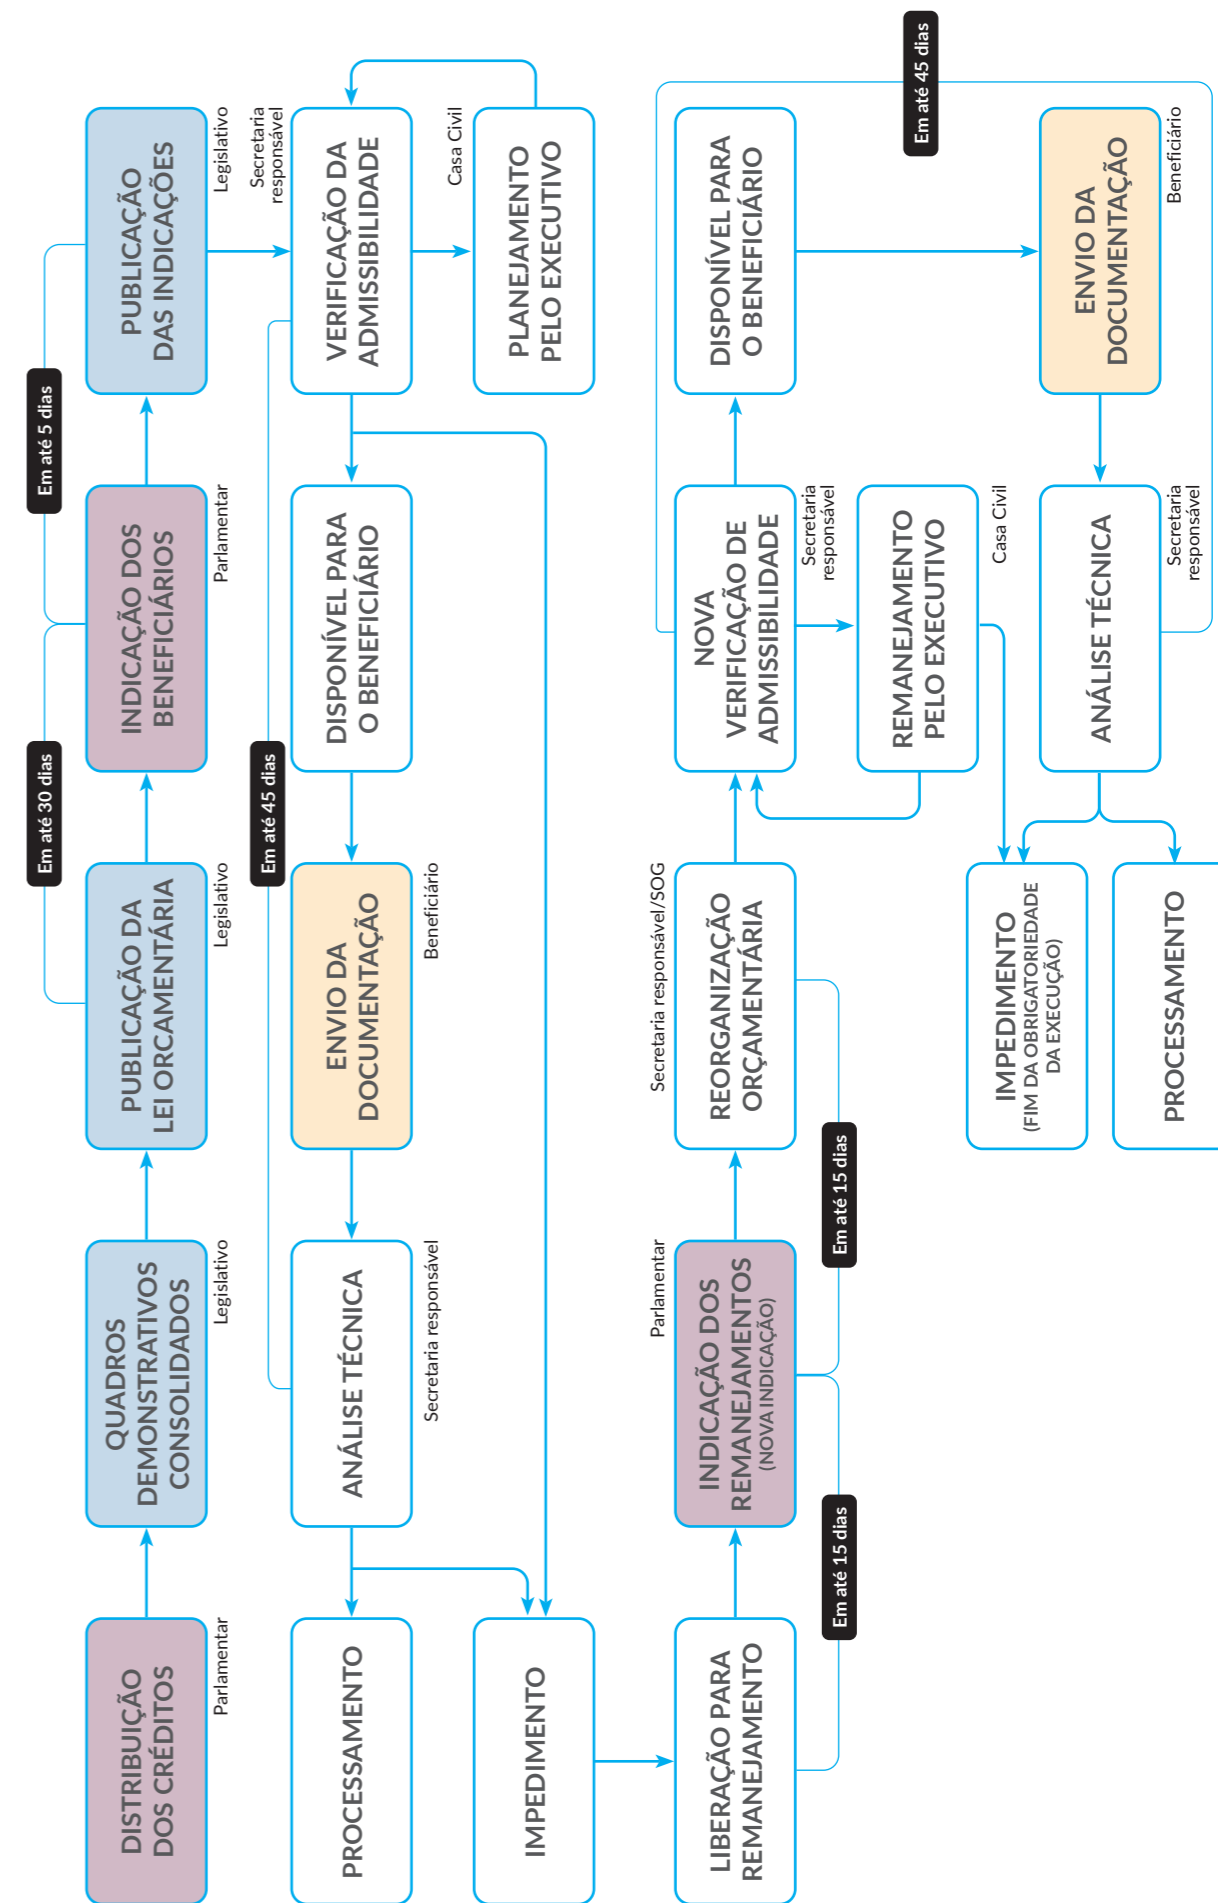 DISTRIBUIÇÃO
DOS CRÉDITOS
Parlamentar
QUADROS
DEMONSTRATIVOS
CONSOLIDADOS
Legislativo
PUBLICAÇÃO DA
LEI ORCAMENTÁRIA
Legislativo
Em até 30 dias
INDICAÇÃO DOS
BENEFICIÁRIOS
Parlamentar
Em até 5 dias
PUBLICAÇÃO
DAS INDICAÇÕES
Legislativo
Secretaria
responsável
VERIFICAÇÃO DA
ADMISSIBILIDADE
Casa Civil
PLANEJAMENTO
PELO EXECUTIVO
DISPONÍVEL PARA
O BENEFICIÁRIO
Em até 45 dias
ENVIO DA
DOCUMENTAÇÃO
Beneficiário
ANÁLISE TÉCNICA
Secretaria responsável
PROCESSAMENTO
IMPEDIMENTO
LIBERAÇÃO PARA
REMANEJAMENTO
Em até 15 dias
Parlamentar
INDICAÇÃO DOS
REMANEJAMENTOS
(NOVA INDICAÇÃO)
Em até 15 dias
Secretaria responsável/SOG
REORGANIZAÇÃO
ORÇAMENTÁRIA
NOVA
VERIFICAÇÃO DE
ADMISSIBILIDADE
Secretaria
responsável
REMANEJAMENTO
PELO EXECUTIVO
Casa Civil
DISPONÍVEL PARA
O BENEFICIÁRIO
Em até 45 dias
ENVIO DA
DOCUMENTAÇÃO
Beneficiário
ANÁLISE TÉCNICA
Secretaria
responsável
IMPEDIMENTO
(FIM DA OBRIGATORIEDADE
DA EXECUÇÃO)
PROCESSAMENTO